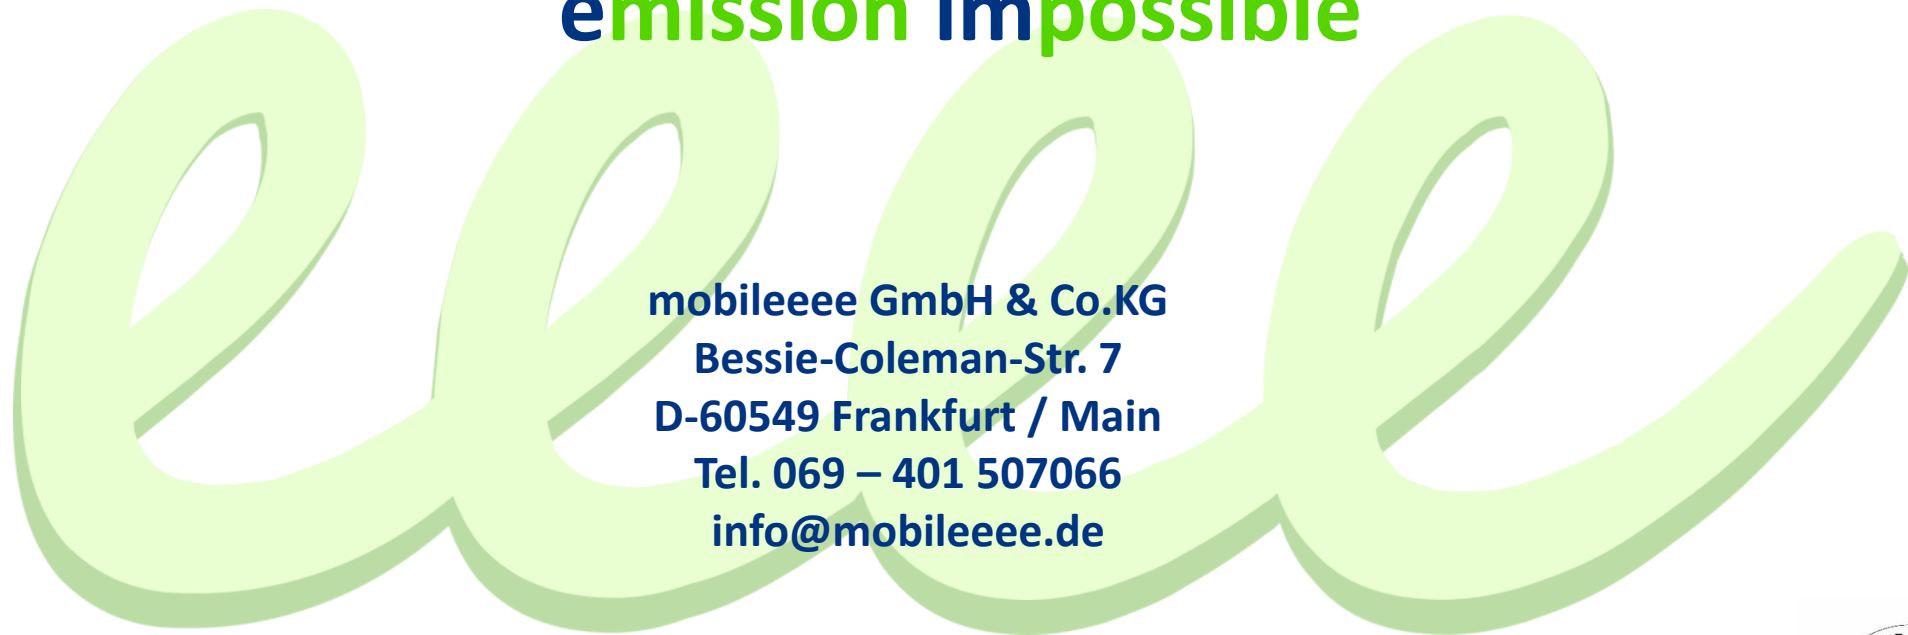 emission impossible
eeee
mobileeee GmbH & Co.KG
Bessie-Coleman-Str. 7
D-60549 Frankfurt / Main
Tel. 069 – 401 507066
info@mobileeee.de